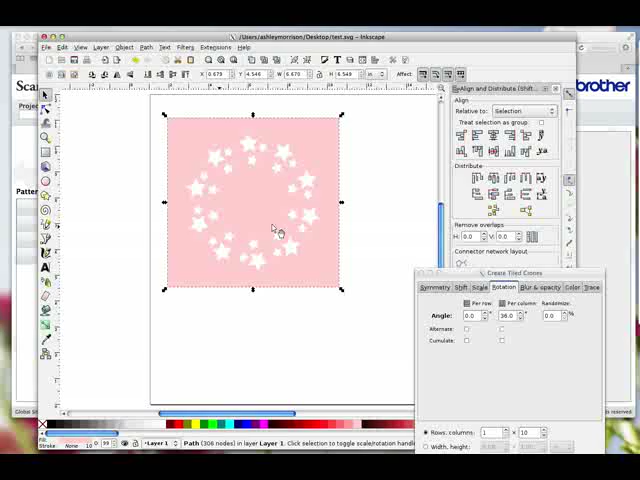 /Users/ashleymorrison/Desktop/test.svg - Inkscape
File Edit View Layer Object Path Text Filters Extensions Help
X 0.679 Y 4.546 W 6.670 H 6.549 in Affect:
Scan
brother
Project
Pattern
Global Sit
Align and Distribute (Shift...
Align
Relative to: Selection
Treat selection as group:
Distribute
Remove overlaps
H: 0.0 V: 0.0
Connector network layout
Create Tiled Clones
Symmetry Shift Scale Rotation Blur & opacity Color Trace
Per row: Per column: Randomize:
Angle: 0.0 ° 36.0 ° 0.0 %
Alternate:
Cumulate:
Rows, columns: 1 × 10
Width, height:
Fill:
Stroke: None O: 99
Layer 1
Path (306 nodes) in layer Layer 1. Click selection to toggle scale/rotation handl